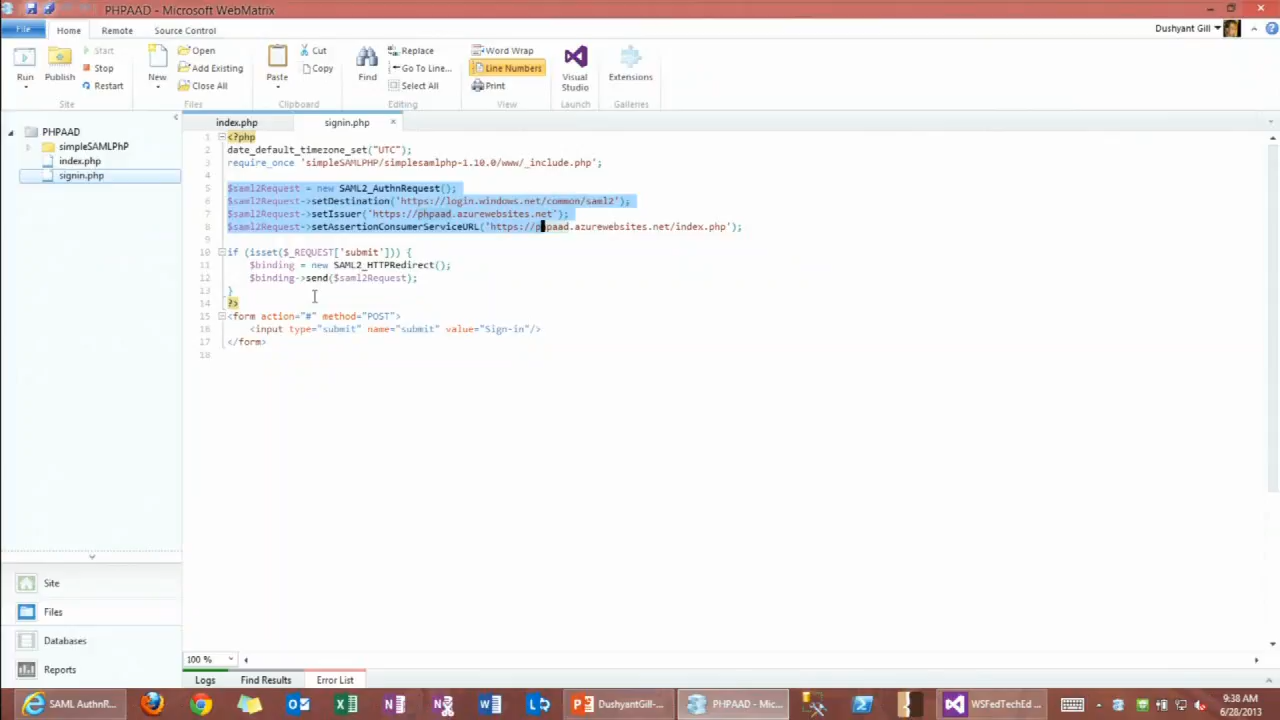 PHPAAD - Microsoft WebMatrix
File Home Remote Source Control Dushyant Gill
Run
Publish
Start
Stop
Restart
Site
New
Open
Add Existing
Close All
Files
Paste
Cut
Copy
Clipboard
Find
Replace
Go To Line...
Select All
Editing
Word Wrap
Line Numbers
Print
View
Visual
Studio
Launch
Extensions
Galleries
PHPAAD
simpleSAMLPhP
index.php
signin.php
index.php signin.php
1 <?php
2 date_default_timezone_set("UTC");
3 require_once 'simpleSAMLPHP/simplesamlphp-1.10.0/www/_include.php';
4
5 $saml2Request = new SAML2_AuthnRequest();
6 $saml2Request->setDestination('https://login.windows.net/common/saml2');
7 $saml2Request->setIssuer('https://phpaad.azurewebsites.net');
8 $saml2Request->setAssertionConsumerServiceURL('https://phpaad.azurewebsites.net/index.php');
9
10 if (isset($_REQUEST['submit'])) {
11 $binding = new SAML2_HTTPRedirect();
12 $binding->send($saml2Request);
13 }
14 ?>
15 <form action="#" method="POST">
16 <input type="submit" name="submit" value="Sign-in"/>
17 </form>
18
Site
Files
Databases
Reports
100 %
Logs Find Results Error List
SAML AuthnR... DushyantGill-... PHPAAD - Mic... WSFedTechEd ...
9:38 AM
6/28/2013